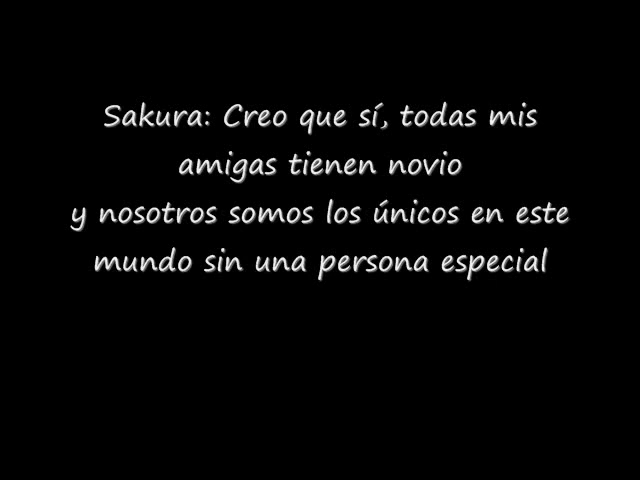 Sakura: Creo que sí, todas mis
amigas tienen novio
y nosotros somos los únicos en este
mundo sin una persona especial